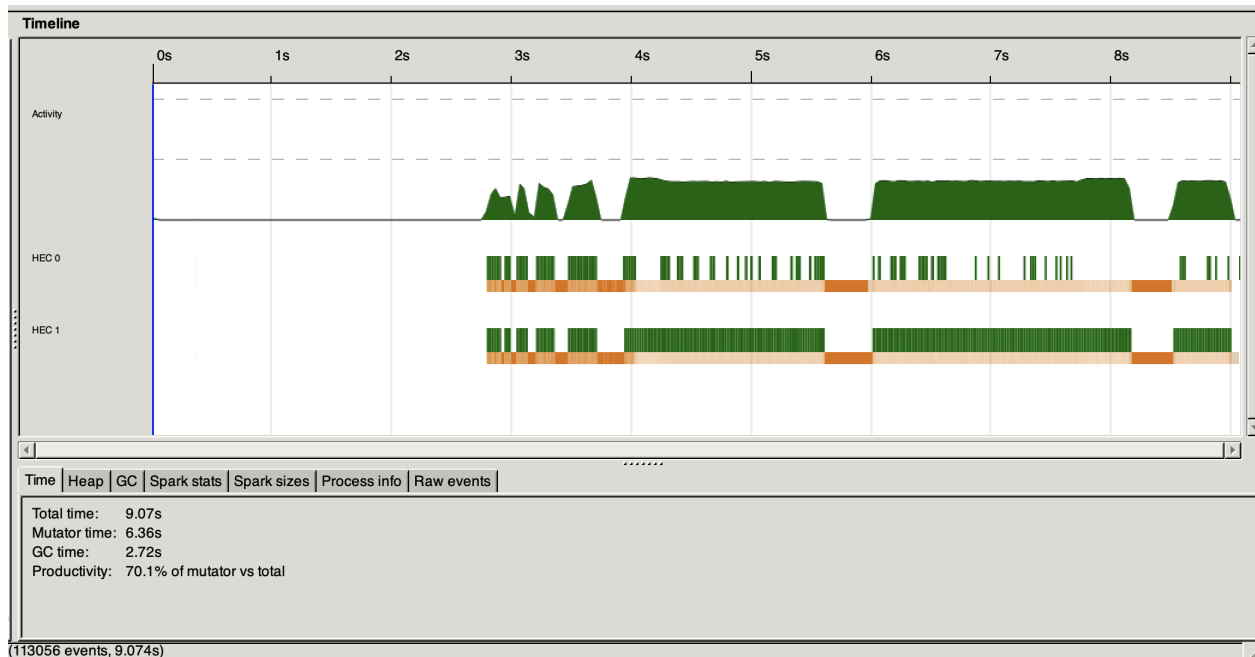 Timeline
0s 1s 2s 3s 4s 5s 6s 7s 8s
Activity
HEC 0
HEC 1
Time Heap GC Spark stats Spark sizes Process info Raw events
Total time: 9.07s
Mutator time: 6.36s
GC time: 2.72s
Productivity: 70.1% of mutator vs total
(113056 events, 9.074s)